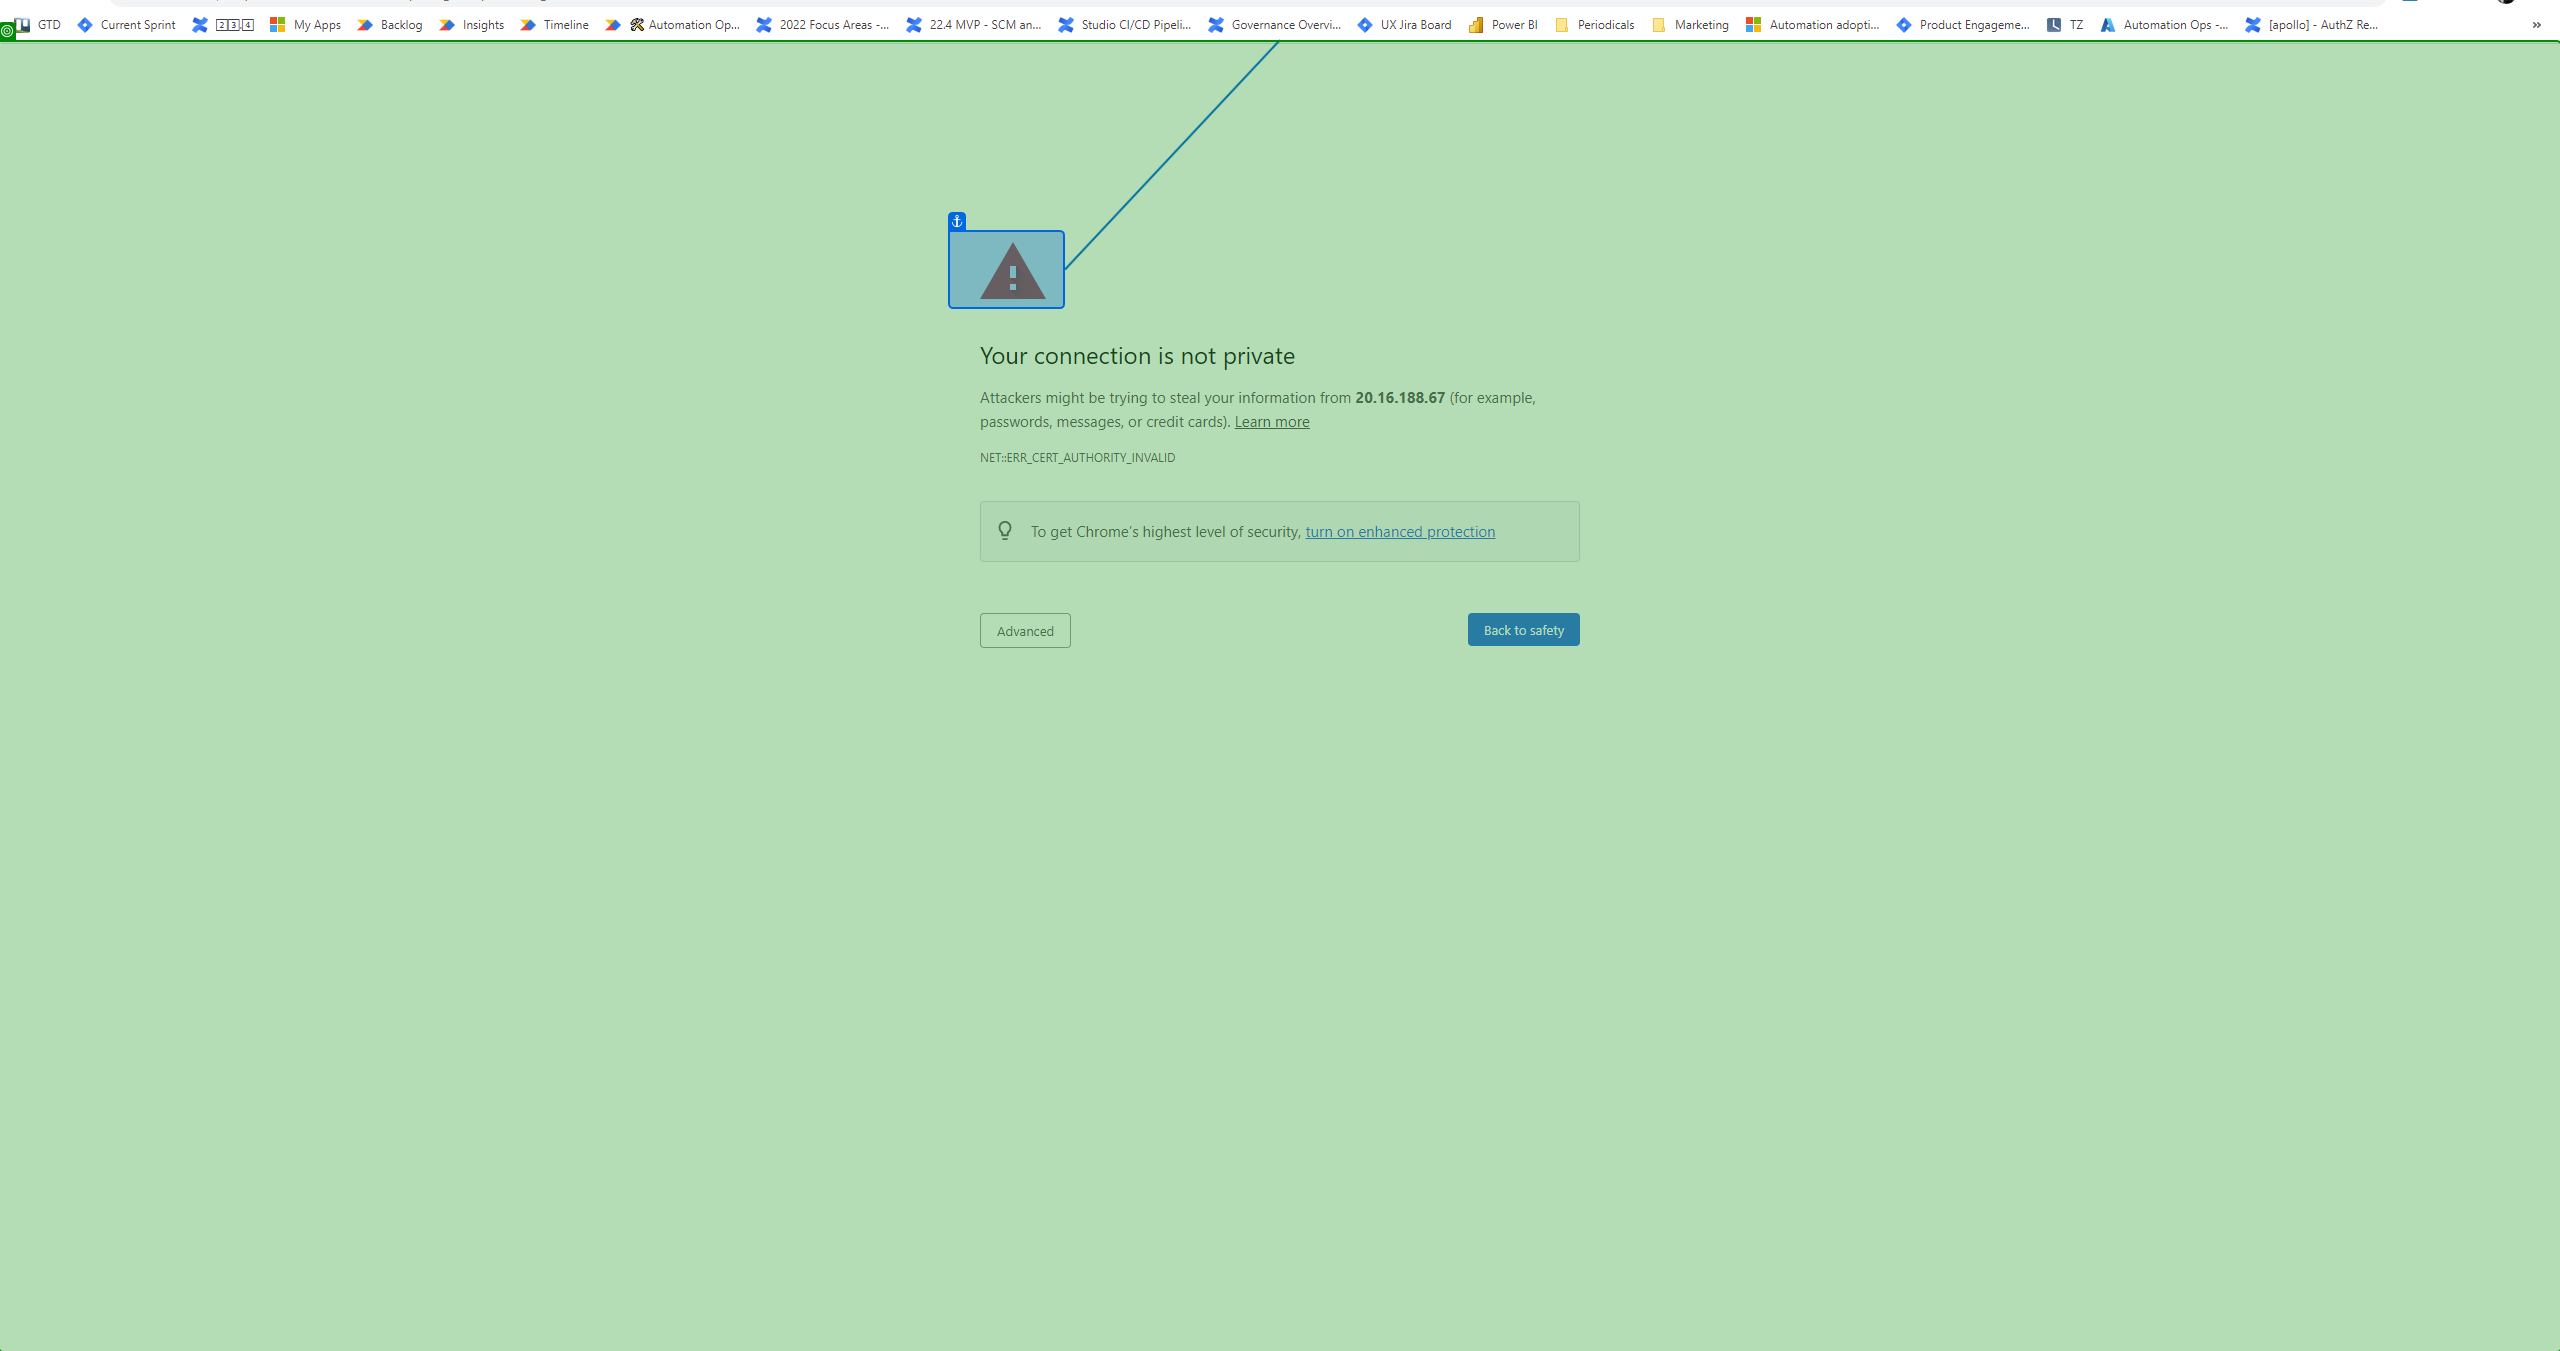 GTD Current Sprint 2 3 4 My Apps Backlog Insights Timeline Automation Op... 2022 Focus Areas -... 22.4 MVP - SCM an... Studio CI/CD Pipeli... Governance Overvi... UX Jira Board Power BI Periodicals Marketing Automation adopti... Product Engageme... TZ Automation Ops -... [apollo] - AuthZ Re... »
Your connection is not private
Attackers might be trying to steal your information from 20.16.188.67 (for example,
passwords, messages, or credit cards). Learn more
NET::ERR_CERT_AUTHORITY_INVALID
To get Chrome's highest level of security, turn on enhanced protection
Advanced Back to safety